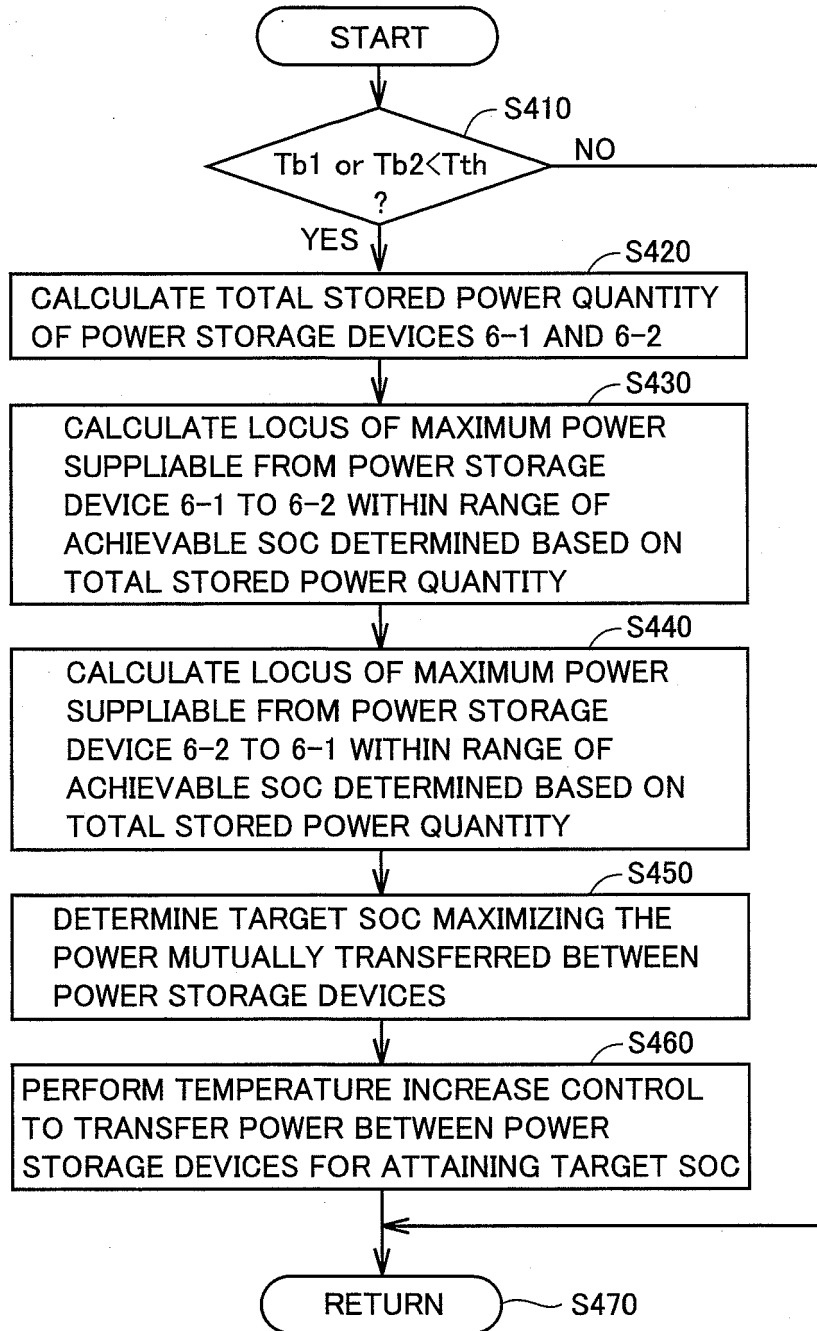 START
S410
Tb1 or Tb2<Tth
?
NO
YES
S420
CALCULATE TOTAL STORED POWER QUANTITY
OF POWER STORAGE DEVICES 6-1 AND 6-2
S430
CALCULATE LOCUS OF MAXIMUM POWER
SUPPLIABLE FROM POWER STORAGE
DEVICE 6-1 TO 6-2 WITHIN RANGE OF
ACHIEVABLE SOC DETERMINED BASED ON
TOTAL STORED POWER QUANTITY
S440
CALCULATE LOCUS OF MAXIMUM POWER
SUPPLIABLE FROM POWER STORAGE
DEVICE 6-2 TO 6-1 WITHIN RANGE OF
ACHIEVABLE SOC DETERMINED BASED ON
TOTAL STORED POWER QUANTITY
S450
DETERMINE TARGET SOC MAXIMIZING THE
POWER MUTUALLY TRANSFERRED BETWEEN
POWER STORAGE DEVICES
S460
PERFORM TEMPERATURE INCREASE CONTROL
TO TRANSFER POWER BETWEEN POWER
STORAGE DEVICES FOR ATTAINING TARGET SOC
RETURN
S470